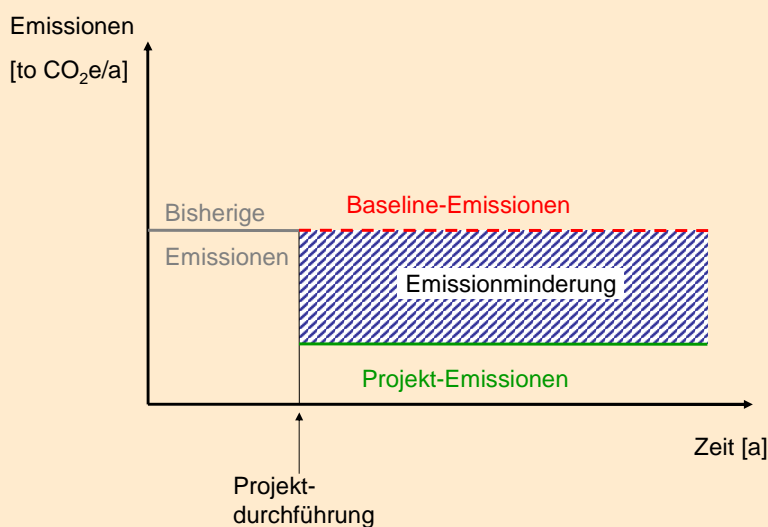 Emissionen
[to CO₂e/a]
Bisherige
Emissionen
Baseline-Emissionen
Emissionminderung
Projekt-Emissionen
Zeit [a]
Projekt-
durchführung